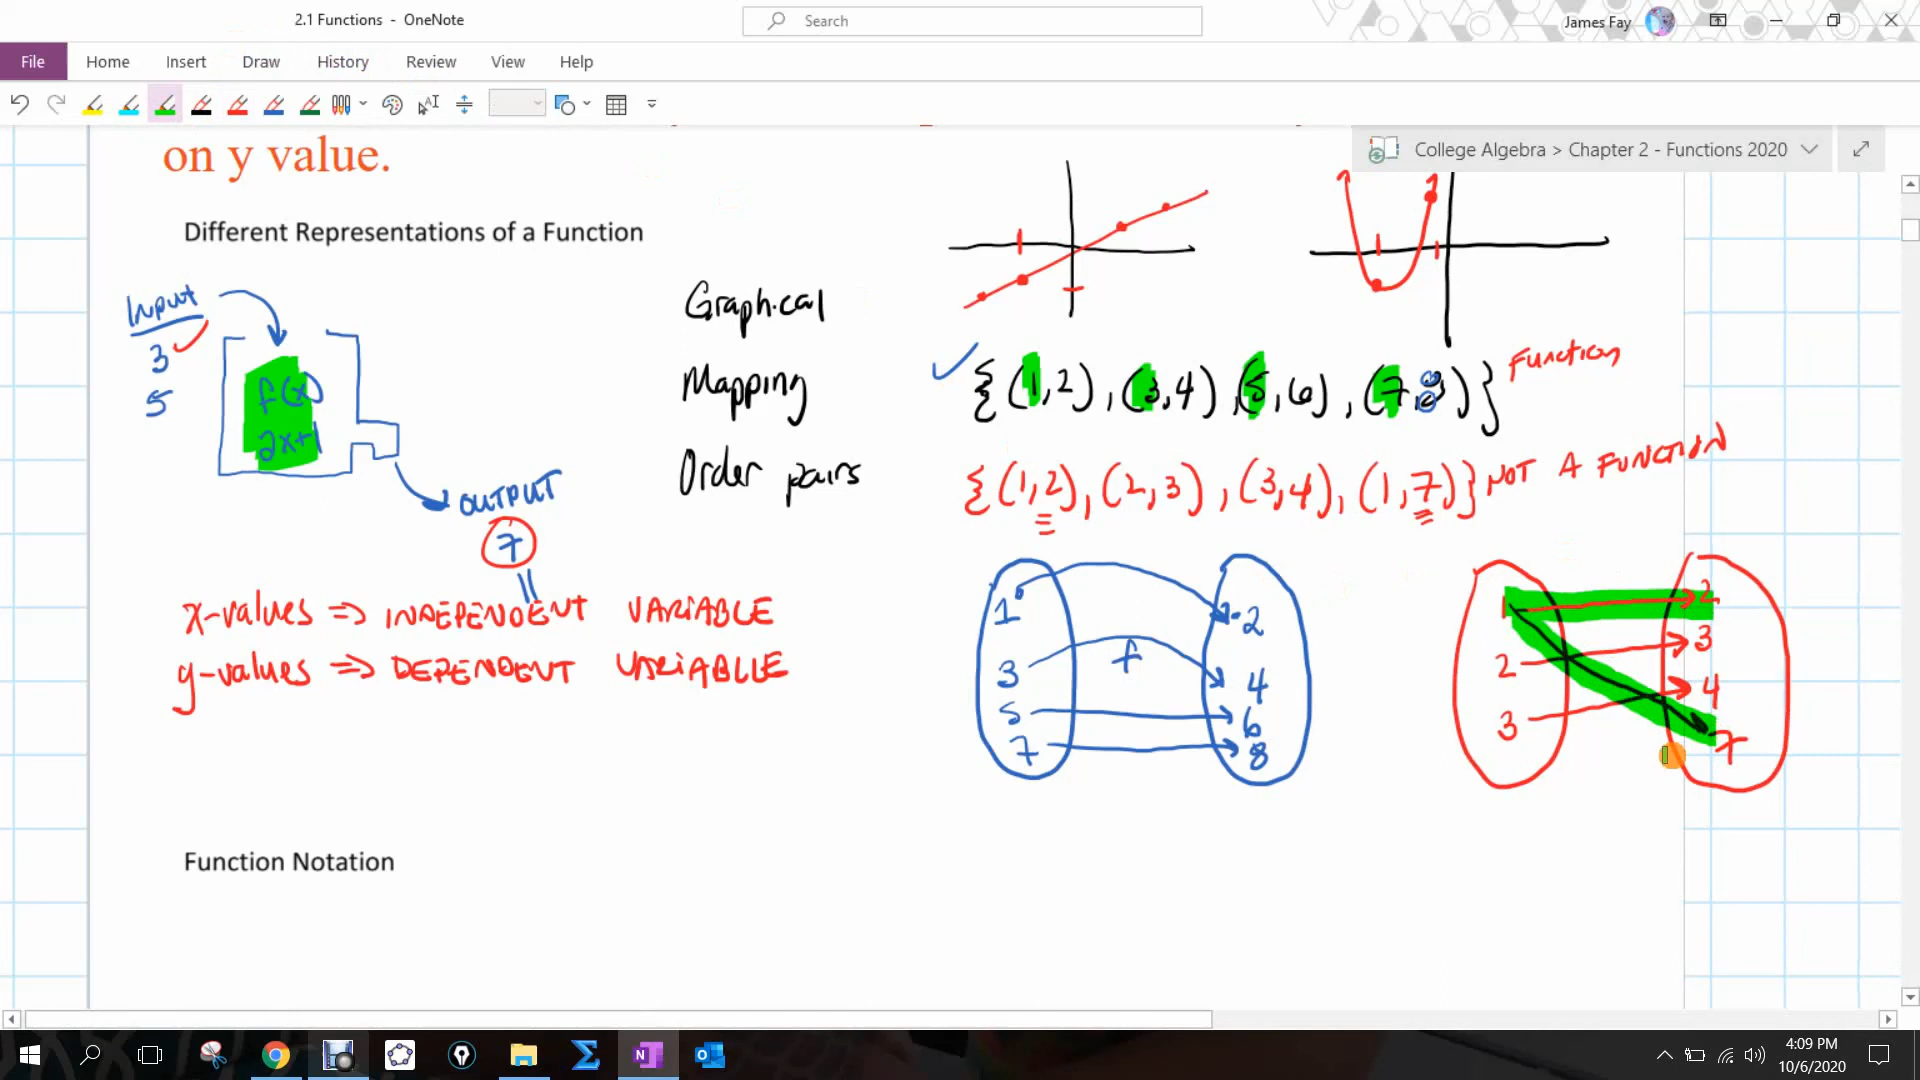 2.1 Functions - OneNote
Search
James Fay
File Home Insert Draw History Review View Help
College Algebra > Chapter 2 - Functions 2020
on y value.
Different Representations of a Function
Input
3
5
f(x)
2x+1
OUTPUT
7
Graphical
Mapping
Order pairs
{(1,2), (3,4), (5,6), (7,8)} Function
{(1,2), (2,3), (3,4), (1,7)} NOT A FUNCTION
x-values => INDEPENDENT VARIABLE
y-values => DEPENDENT VARIABLLE
1 2
3 f 4
5 6
7 8
1 2
2 3
3 4
7
Function Notation
4:09 PM
10/6/2020